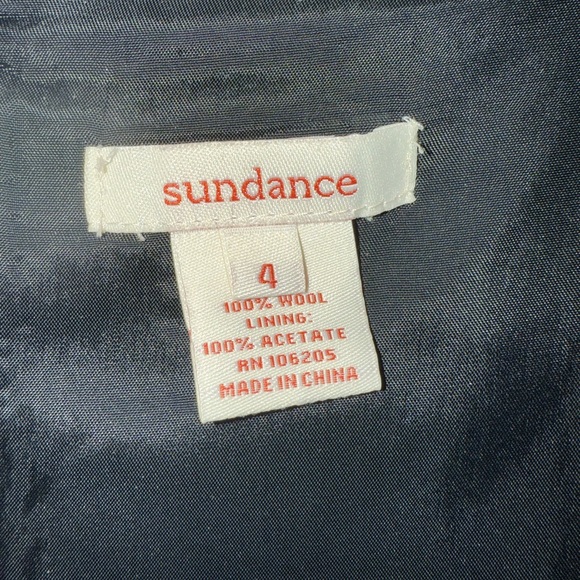 sundance
4
100% WOOL
LINING:
100% ACETATE
RN 106205
MADE IN CHINA